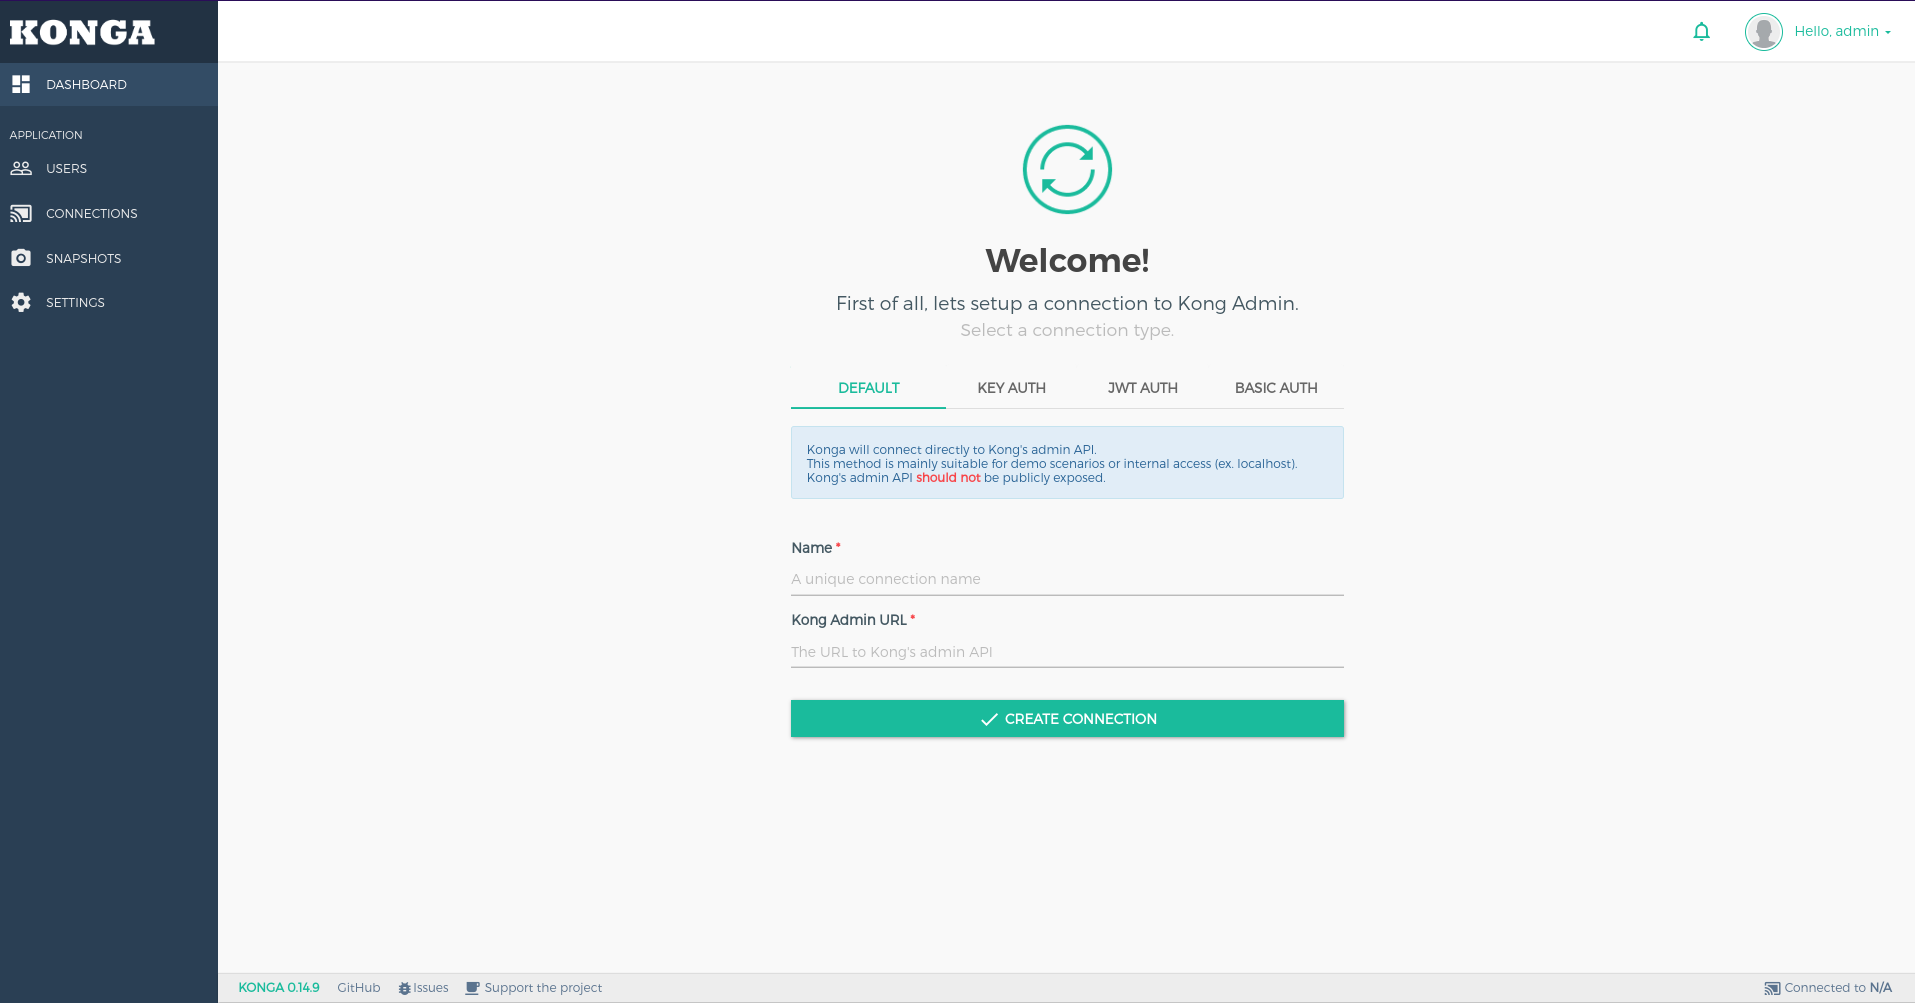 KONGA
Hello, admin
DASHBOARD
APPLICATION
USERS
CONNECTIONS
SNAPSHOTS
SETTINGS
Welcome!
First of all, lets setup a connection to Kong Admin.
Select a connection type.
DEFAULT KEY AUTH JWT AUTH BASIC AUTH
Konga will connect directly to Kong's admin API.
This method is mainly suitable for demo scenarios or internal access (ex. localhost).
Kong's admin API should not be publicly exposed.
Name *
A unique connection name
Kong Admin URL *
The URL to Kong's admin API
CREATE CONNECTION
KONGA 0.14.9 GitHub Issues Support the project Connected to N/A